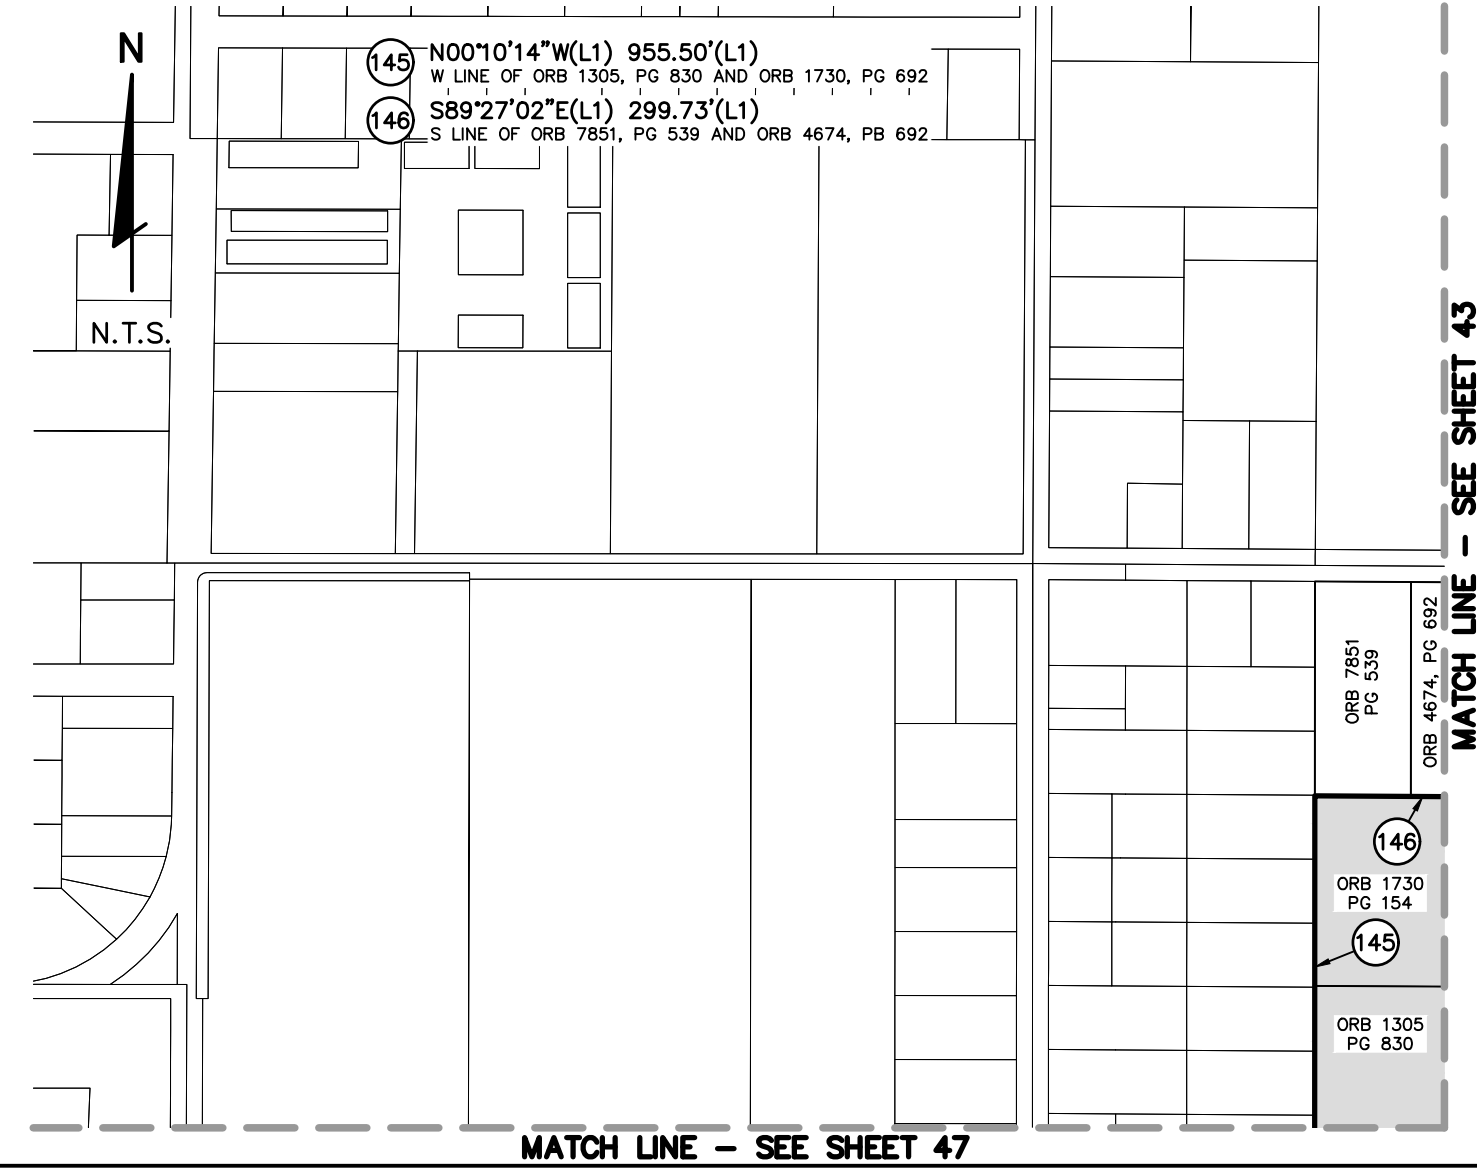 N
N.T.S.
145 N00°10'14"W(L1) 955.50'(L1)
W LINE OF ORB 1305, PG 830 AND ORB 1730, PG 692
146 S89°27'02"E(L1) 299.73'(L1)
S LINE OF ORB 7851, PG 539 AND ORB 4674, PB 692
MATCH LINE - SEE SHEET 43
ORB 7851
PG 539
ORB 4674, PG 692
146
ORB 1730
PG 154
145
ORB 1305
PG 830
MATCH LINE - SEE SHEET 47